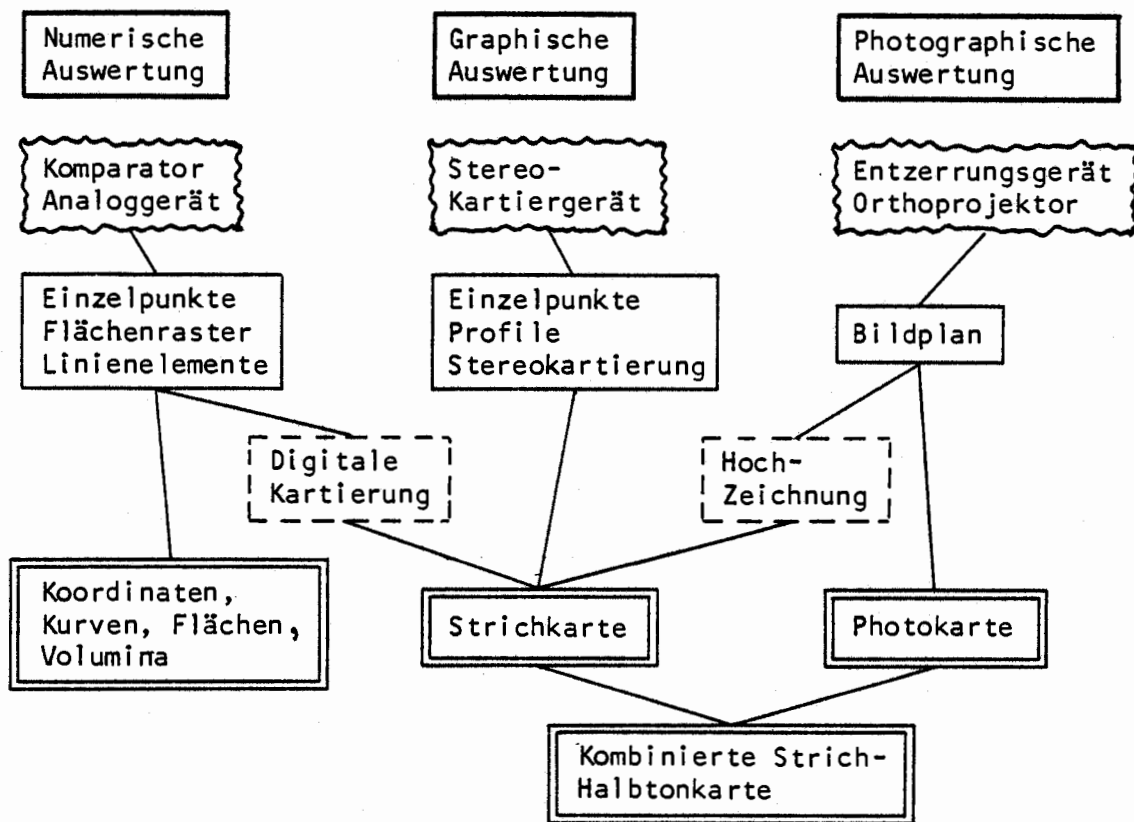 Numerische
Auswertung
Graphische
Auswertung
Photographische
Auswertung
Komparator
Analoggerät
Stereo-
Kartiergerät
Entzerrungsgerät
Orthoprojektor
Einzelpunkte
Flächenraster
Linienelemente
Einzelpunkte
Profile
Stereokartierung
Bildplan
Digitale
Kartierung
Hoch-
Zeichnung
Koordinaten,
Kurven, Flächen,
Volumina
Strichkarte
Photokarte
Kombinierte Strich-
Halbtonkarte